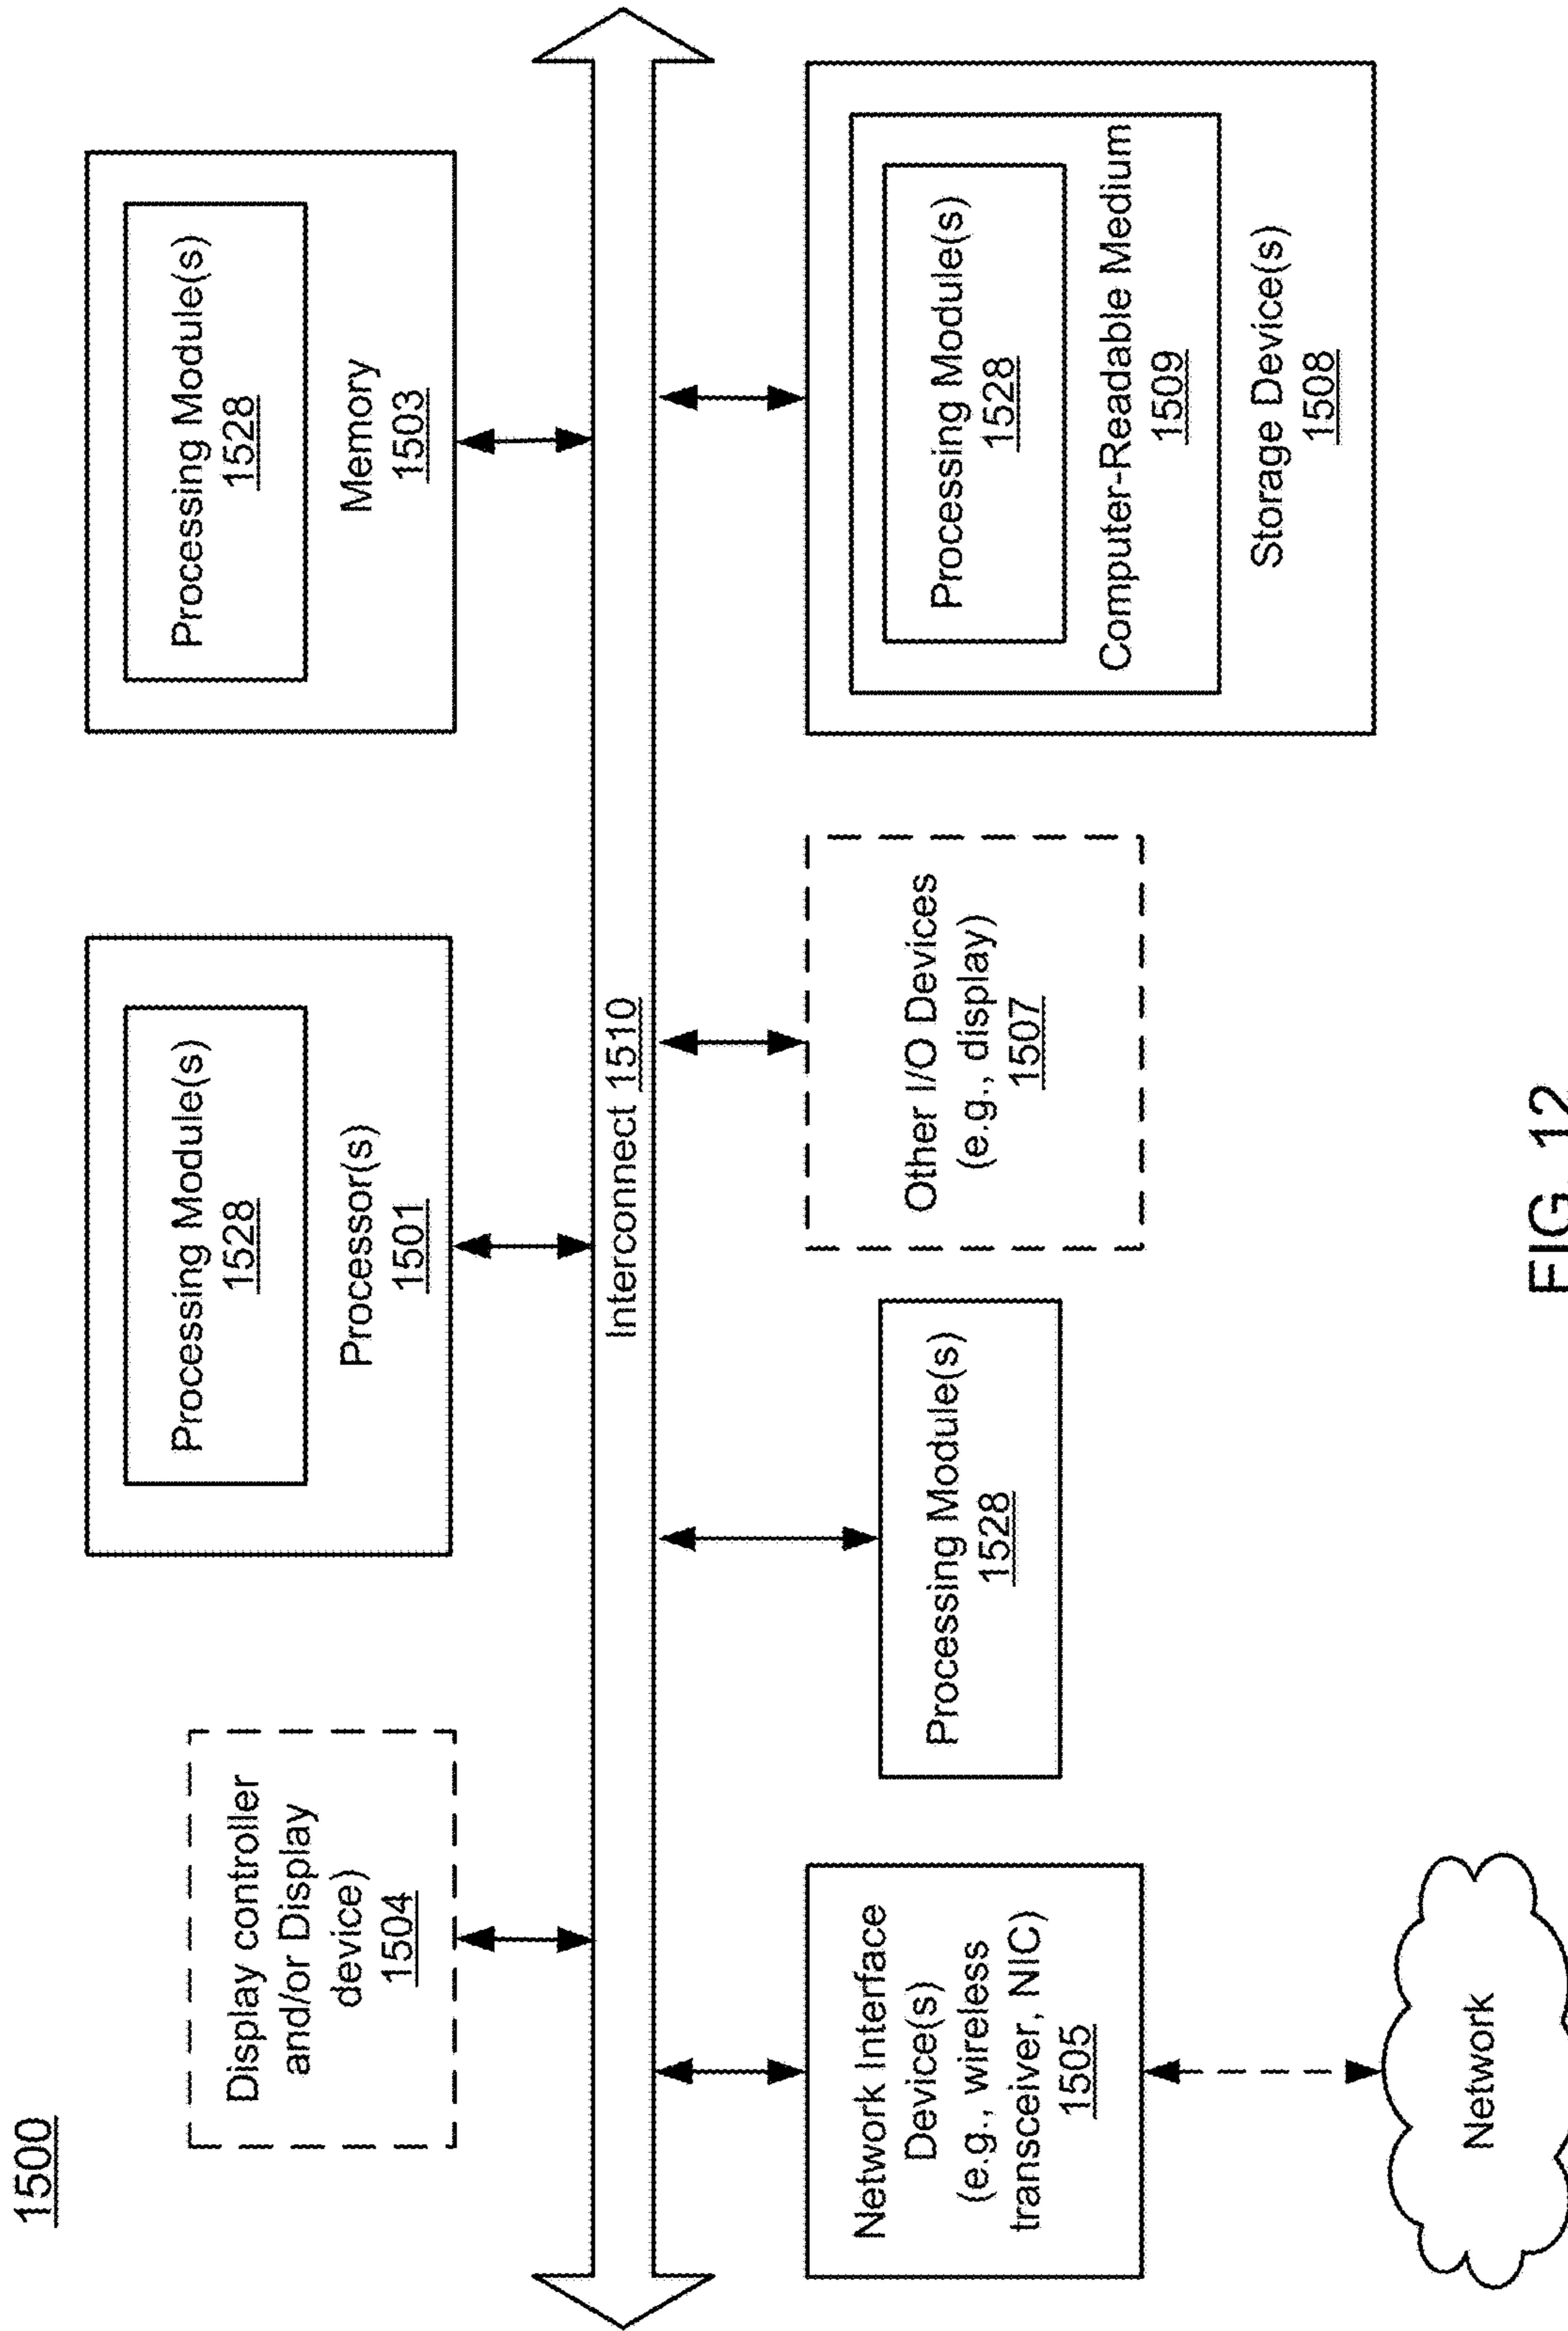 1500
Display controller
and/or Display
device)
1504
Processing Module(s)
1528
Processor(s)
1501
Processing Module(s)
1528
Memory
1503
Interconnect 1510
Network Interface
Device(s)
(e.g., wireless
transceiver, NIC)
1505
Processing Module(s)
1528
Other I/O Devices
(e.g., display)
1507
Processing Module(s)
1528
Computer-Readable Medium
1509
Storage Device(s)
1508
Network
FIG. 12